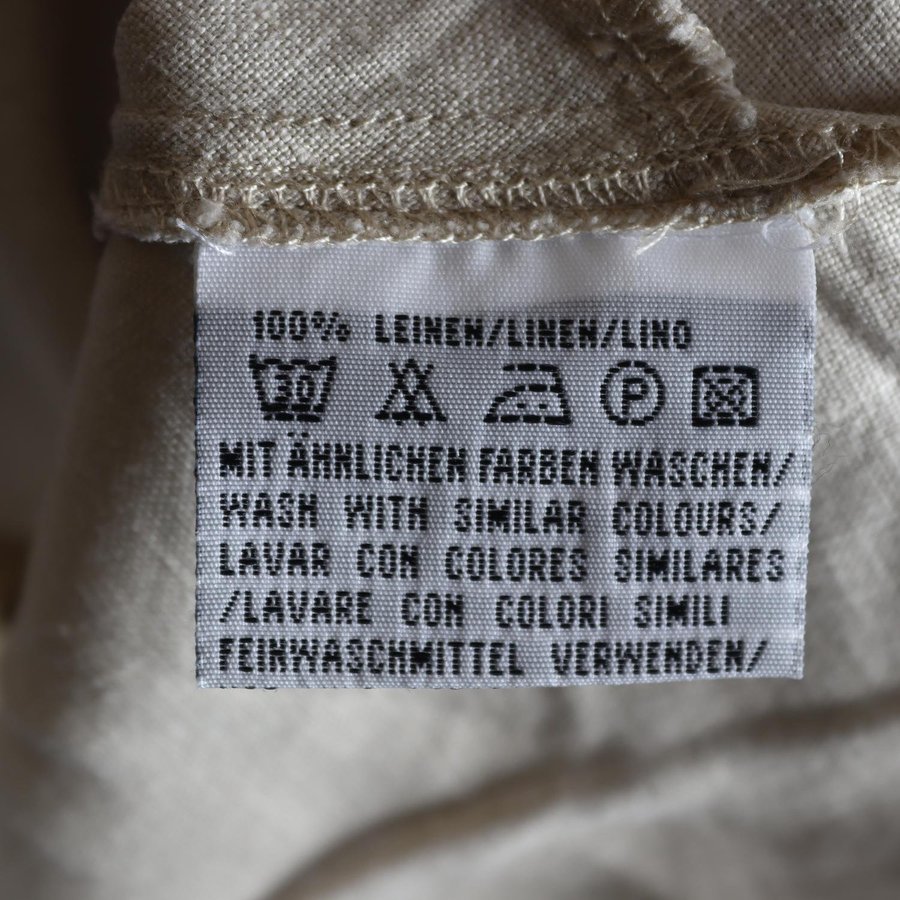 100% LEINEN/LINEN/LINO
30 P
MIT ÄHNLICHEN FARBEN WASCHEN/
WASH WITH SIMILAR COLOURS/
LAVAR CON COLORES SIMILARES
/LAVARE CON COLORI SIMILI
FEINWASCHMITTEL VERWENDEN/